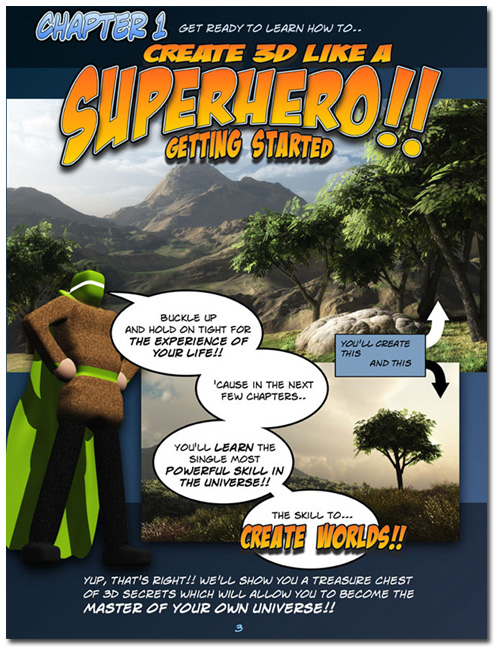 CHAPTER 1
GET READY TO LEARN HOW TO..
CREATE 3D LIKE A
SUPERHERO!!
GETTING STARTED
BUCKLE UP
AND HOLD ON TIGHT FOR
THE EXPERIENCE OF
YOUR LIFE!!
'CAUSE IN THE NEXT
FEW CHAPTERS..
YOU'LL CREATE
THIS
AND THIS
YOU'LL LEARN THE
SINGLE MOST
POWERFUL SKILL IN
THE UNIVERSE!!
THE SKILL TO...
CREATE WORLDS!!
YUP, THAT'S RIGHT!! WE'LL SHOW YOU A TREASURE CHEST
OF 3D SECRETS WHICH WILL ALLOW YOU TO BECOME THE
MASTER OF YOUR OWN UNIVERSE!!
3